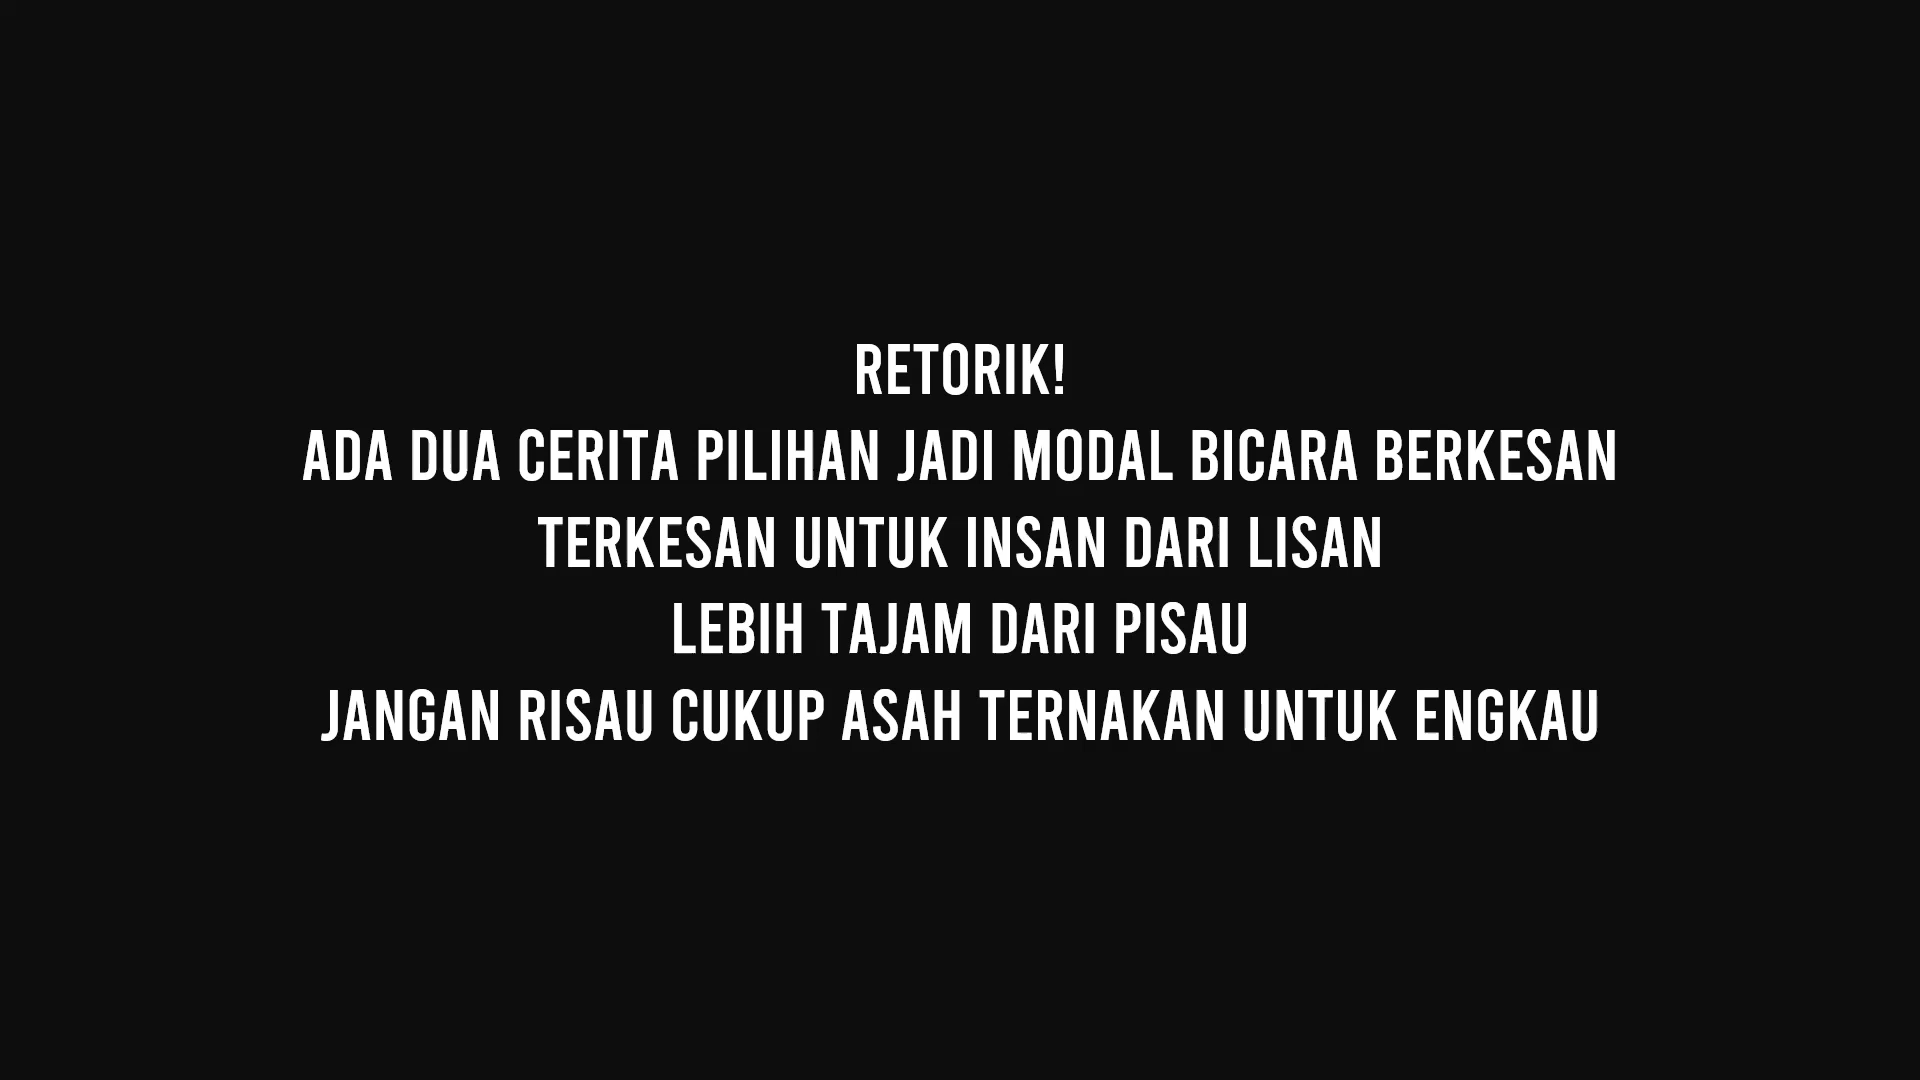 RETORIK!
ADA DUA CERITA PILIHAN JADI MODAL BICARA BERKESAN
TERKESAN UNTUK INSAN DARI LISAN
LEBIH TAJAM DARI PISAU
JANGAN RISAU CUKUP ASAH TERNAKAN UNTUK ENGKAU